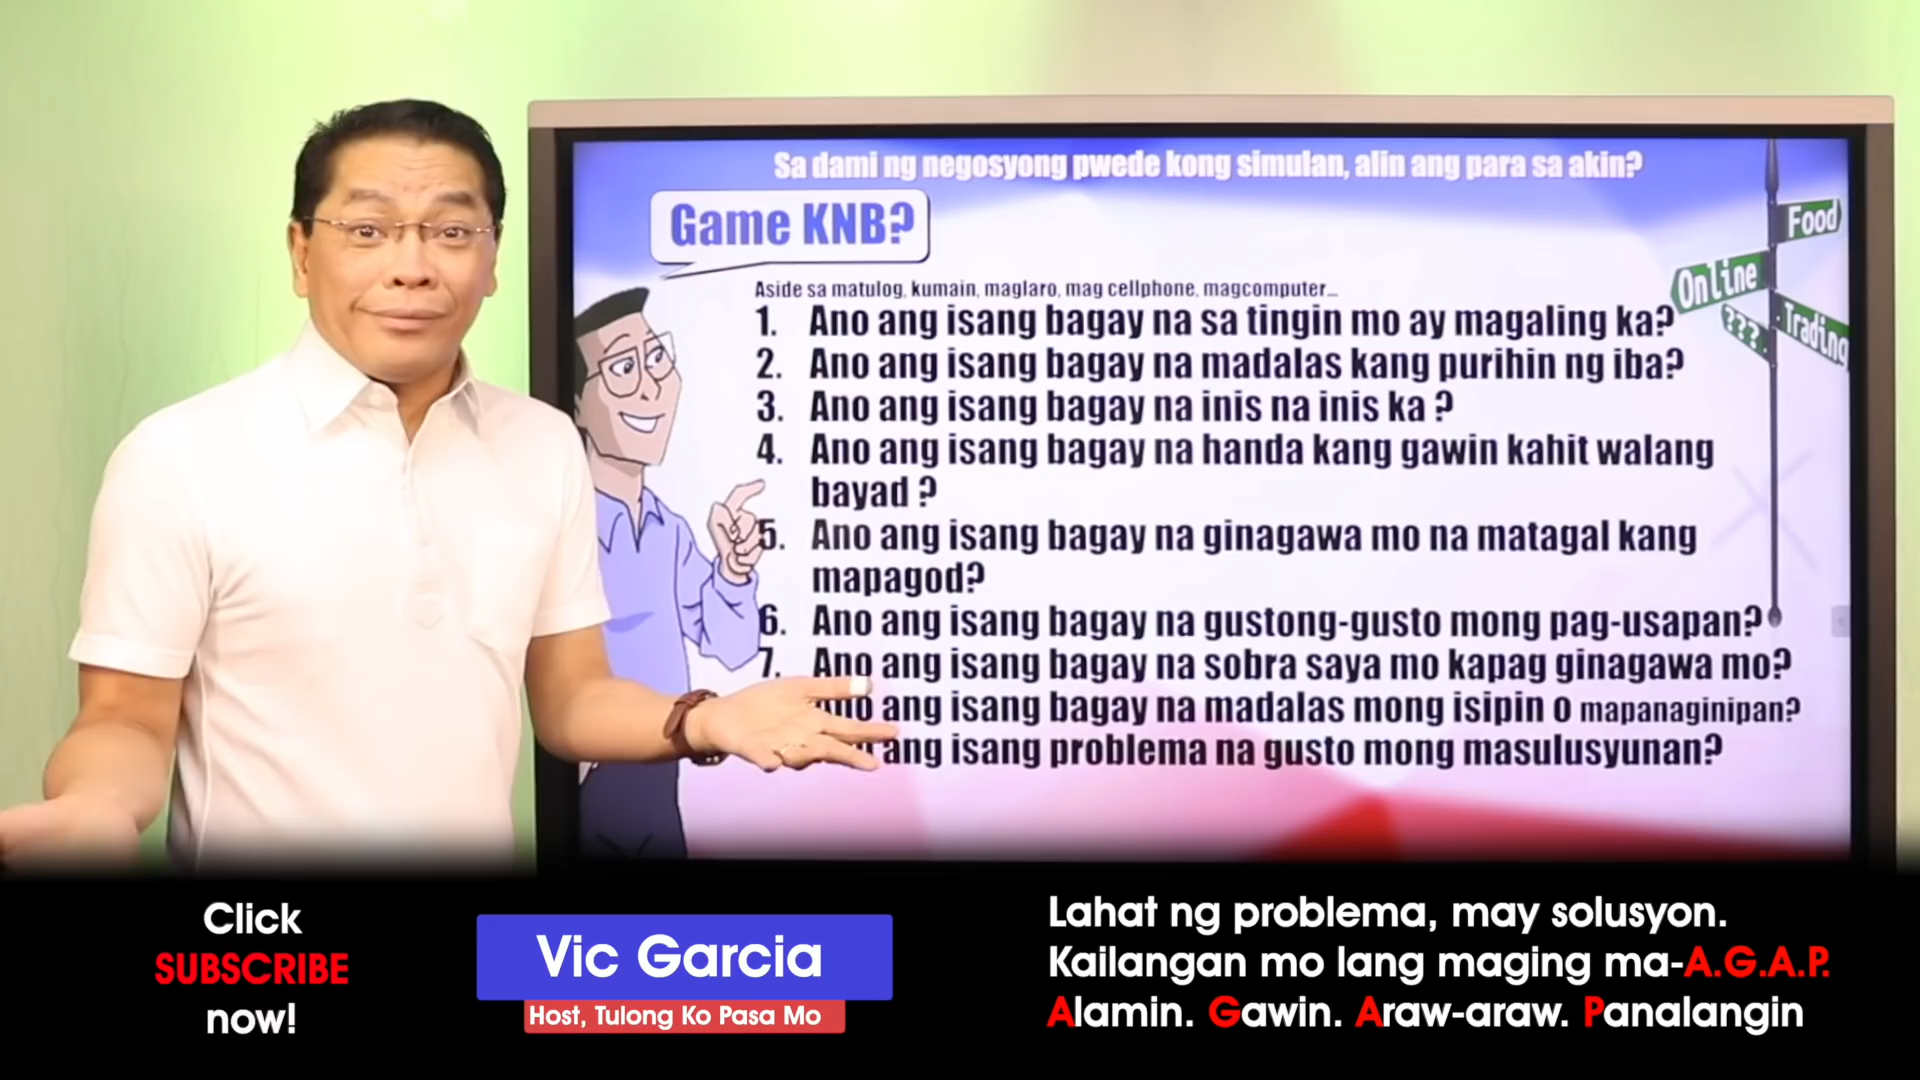 Sa dami ng negosyong pwede kong simulan, alin ang para sa akin?
Game KNB?
Food
Online
???
Trading
Aside sa matulog, kumain, maglaro, mag cellphone, magcomputer...
1. Ano ang isang bagay na sa tingin mo ay magaling ka?
2. Ano ang isang bagay na madalas kang purihin ng iba?
3. Ano ang isang bagay na inis na inis ka ?
4. Ano ang isang bagay na handa kang gawin kahit walang
bayad ?
5. Ano ang isang bagay na ginagawa mo na matagal kang
mapagod?
6. Ano ang isang bagay na gustong-gusto mong pag-usapan?
7. Ano ang isang bagay na sobra saya mo kapag ginagawa mo?
Ano ang isang bagay na madalas mong isipin o mapanaginipan?
ang isang problema na gusto mong masulusyunan?
Click
SUBSCRIBE
now!
Vic Garcia
Host, Tulong Ko Pasa Mo
Lahat ng problema, may solusyon.
Kailangan mo lang maging ma-A.G.A.P.
Alamin. Gawin. Araw-araw. Panalangin